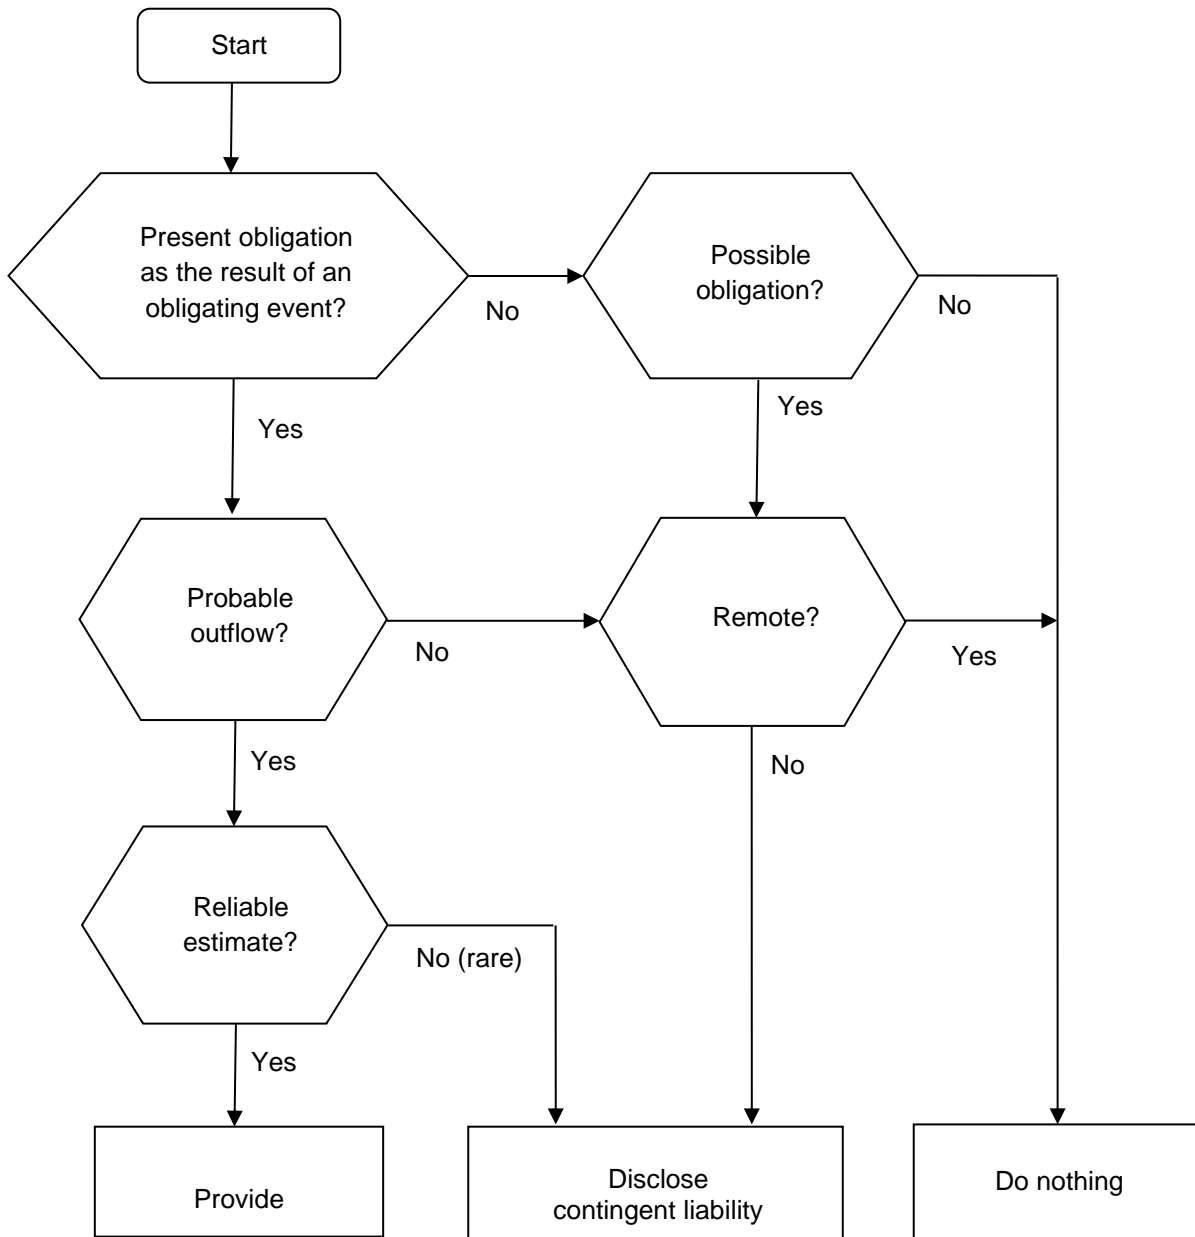 Start
Present obligation
as the result of an
obligating event?
No
Possible
obligation?
No
Yes
Yes
Probable
outflow?
No
Remote?
Yes
Yes
No
Reliable
estimate?
No (rare)
Yes
Provide
Disclose
contingent liability
Do nothing